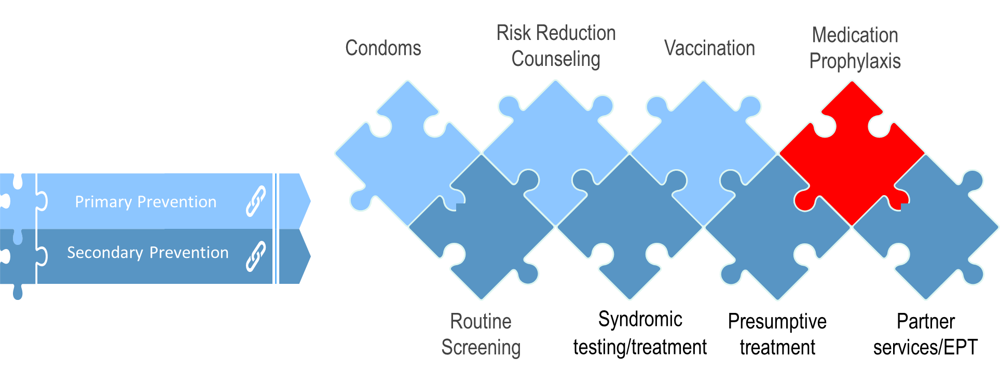 Condoms
Risk Reduction
Counseling
Vaccination
Medication
Prophylaxis
Primary Prevention
Secondary Prevention
Routine
Screening
Syndromic
testing/treatment
Presumptive
treatment
Partner
services/EPT